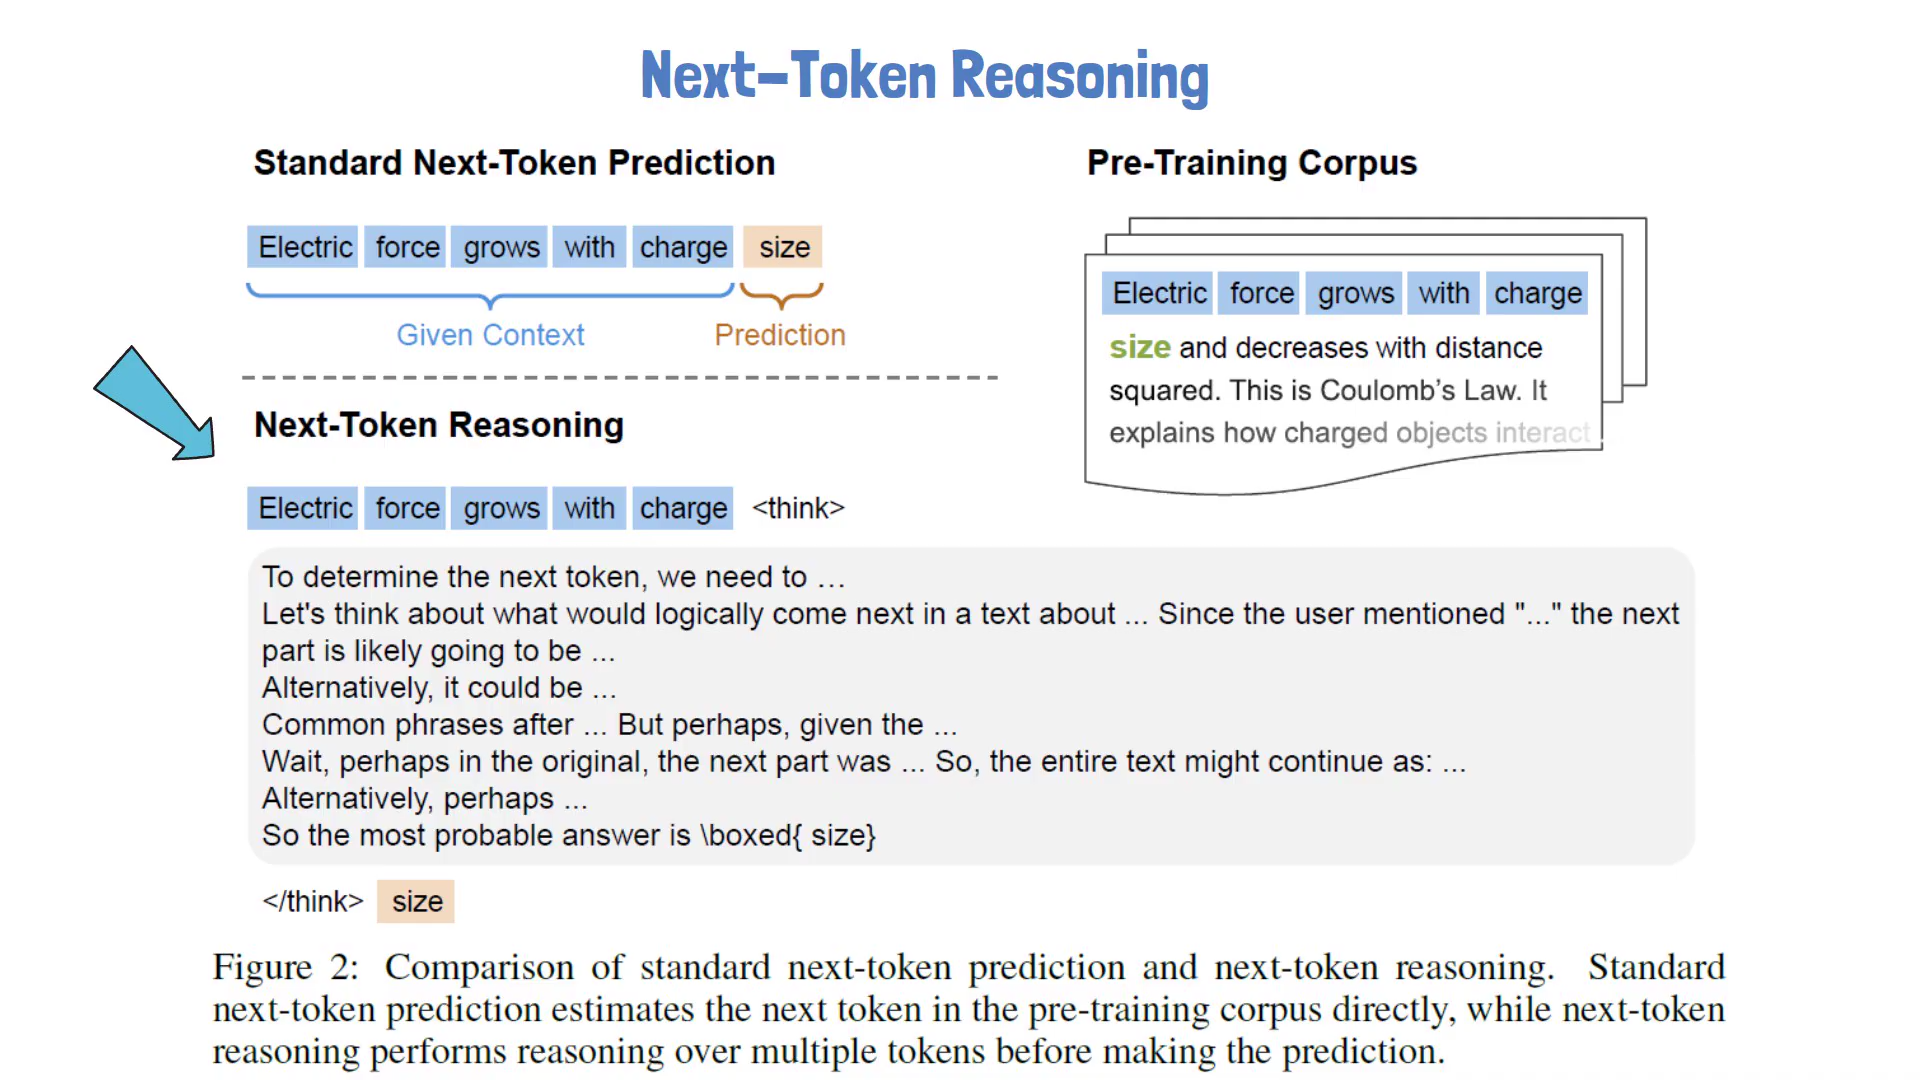 Next-Token Reasoning
Standard Next-Token Prediction
Electric force grows with charge size
Given Context Prediction
Pre-Training Corpus
Electric force grows with charge
size and decreases with distance
squared. This is Coulomb's Law. It
explains how charged objects interact ...
Next-Token Reasoning
Electric force grows with charge <think>
To determine the next token, we need to …
Let's think about what would logically come next in a text about ... Since the user mentioned "..." the next
part is likely going to be ...
Alternatively, it could be ...
Common phrases after ... But perhaps, given the ...
Wait, perhaps in the original, the next part was ... So, the entire text might continue as: ...
Alternatively, perhaps ...
So the most probable answer is \boxed{ size}
</think> size
Figure 2: Comparison of standard next-token prediction and next-token reasoning. Standard
next-token prediction estimates the next token in the pre-training corpus directly, while next-token
reasoning performs reasoning over multiple tokens before making the prediction.